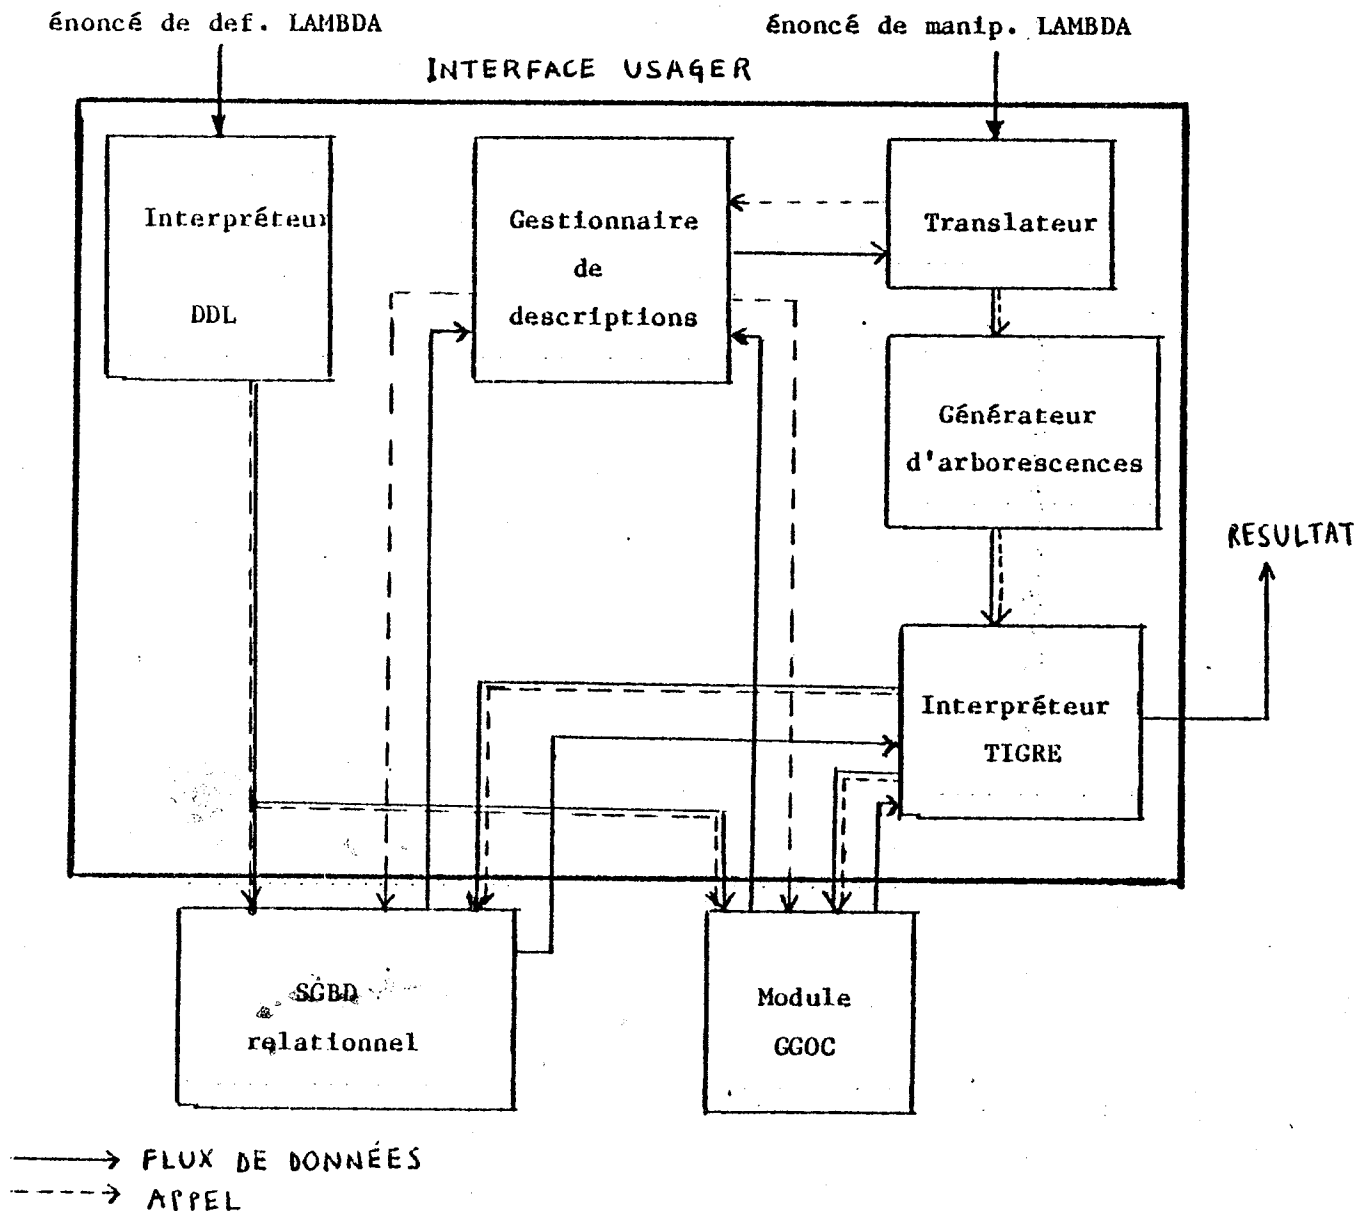 énoncé de def. LAMBDA
énoncé de manip. LAMBDA
INTERFACE USAGER
Interpréteur
DDL
Gestionnaire
de
descriptions
Translateur
Générateur
d'arborescences
RESULTAT
Interpréteur
TIGRE
SGBD
relationnel
Module
GGOC
FLUX DE DONNÉES
APPEL